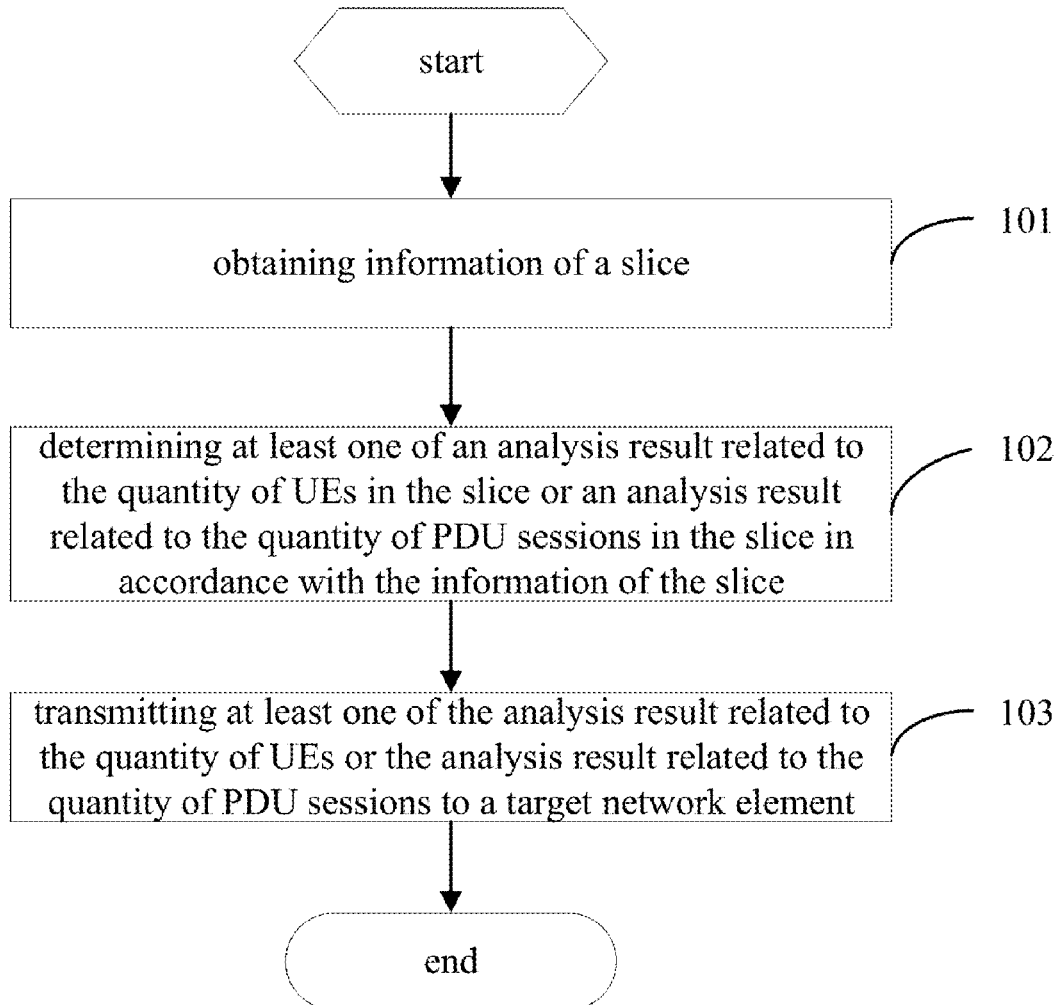 start
obtaining information of a slice
101
determining at least one of an analysis result related to
the quantity of UEs in the slice or an analysis result
related to the quantity of PDU sessions in the slice in
accordance with the information of the slice
102
transmitting at least one of the analysis result related to
the quantity of UEs or the analysis result related to the
quantity of PDU sessions to a target network element
103
end